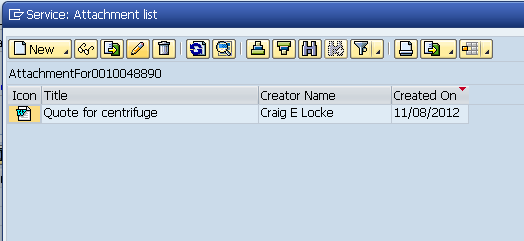 Service: Attachment list
New
AttachmentFor0010048890
Icon Title Creator Name Created On
Quote for centrifuge Craig E Locke 11/08/2012